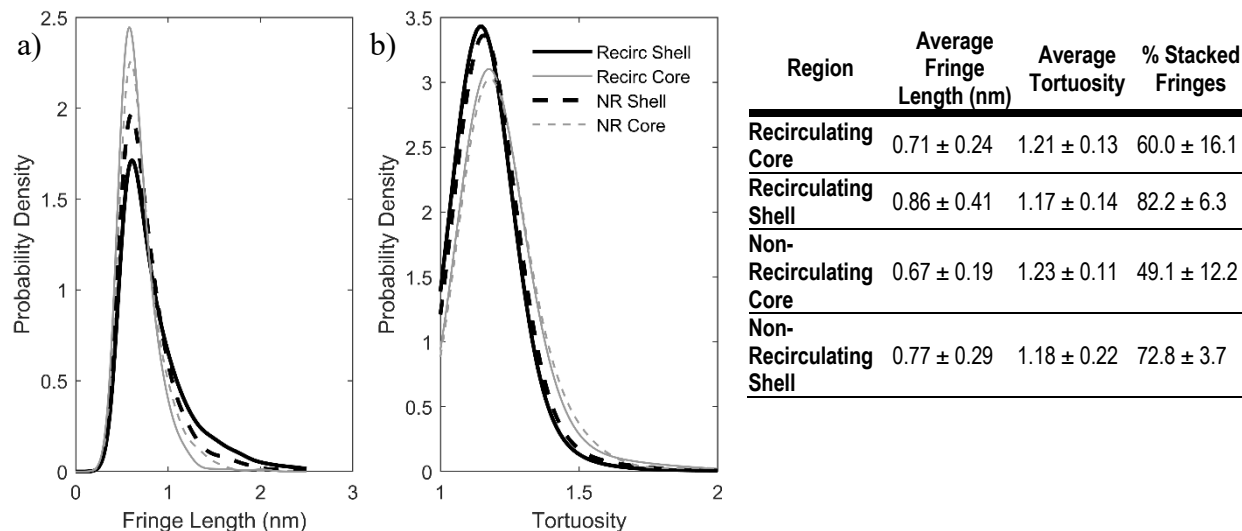 a)
2.5
2
1.5
1
0.5
0
Probability Density
0 1 2 3
Fringe Length (nm)
b)
3.5
3
2.5
2
1.5
1
0.5
0
Probability Density
1 1.5 2
Tortuosity
Recirc Shell
Recirc Core
NR Shell
NR Core
Region Average Fringe Length (nm) Average Tortuosity % Stacked Fringes
Recirculating Core 0.71 ± 0.24 1.21 ± 0.13 60.0 ± 16.1
Recirculating Shell 0.86 ± 0.41 1.17 ± 0.14 82.2 ± 6.3
Non-Recirculating Core 0.67 ± 0.19 1.23 ± 0.11 49.1 ± 12.2
Non-Recirculating Shell 0.77 ± 0.29 1.18 ± 0.22 72.8 ± 3.7